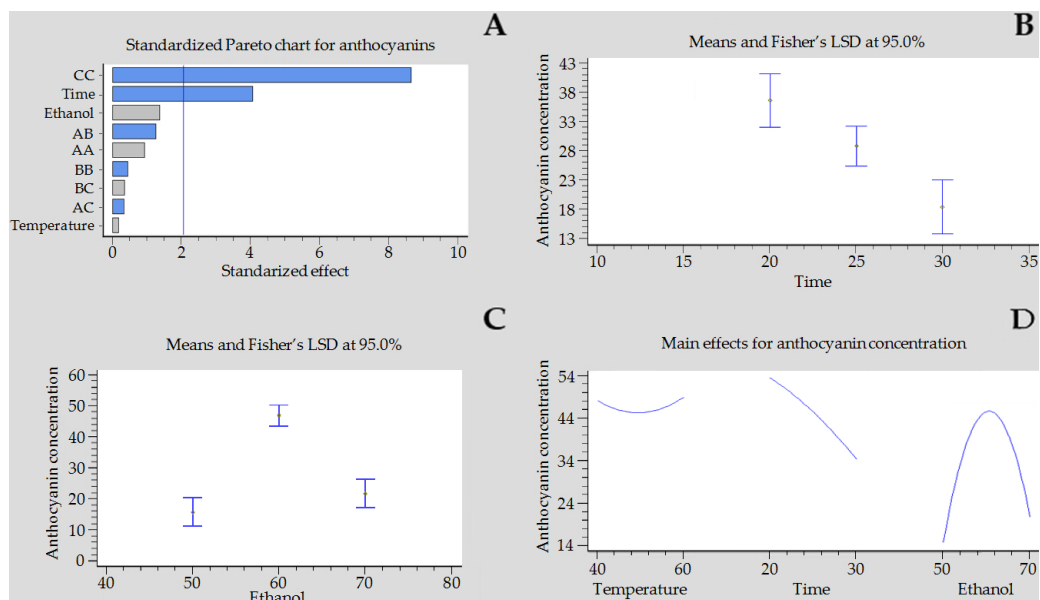 A
Standardized Pareto chart for anthocyanins
CC
Time
Ethanol
AB
AA
BB
BC
AC
Temperature
0 2 4 6 8 10
Standarized effect
B
Means and Fisher's LSD at 95.0%
Anthocyanin concentration
43
38
33
28
23
18
13
10 15 20 25 30 35
Time
C
Means and Fisher's LSD at 95.0%
Anthocyanin concentration
60
50
40
30
20
10
0
40 50 60 70 80
Ethanol
D
Main effects for anthocyanin concentration
Anthocyanin concentration
54
44
34
24
14
40 60 20 30 50 70
Temperature Time Ethanol